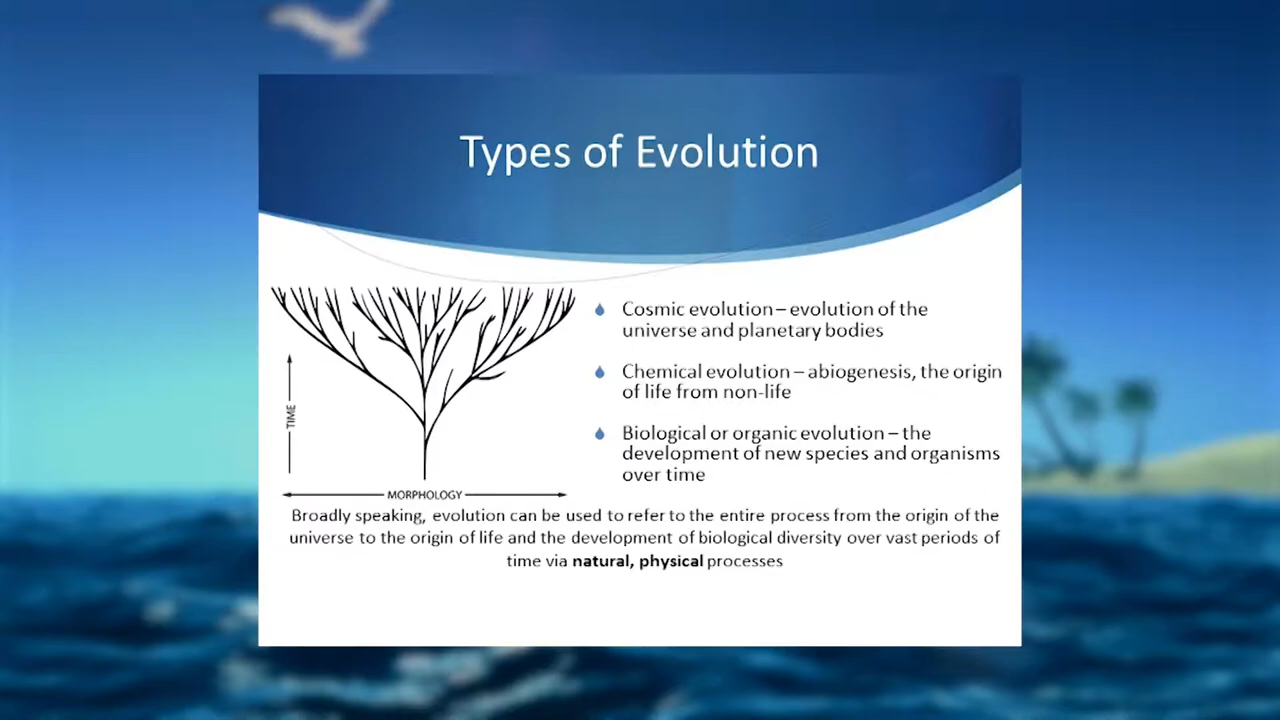 Types of Evolution
Cosmic evolution – evolution of the
universe and planetary bodies
Chemical evolution – abiogenesis, the origin
of life from non-life
Biological or organic evolution – the
development of new species and organisms
over time
TIME
MORPHOLOGY
Broadly speaking, evolution can be used to refer to the entire process from the origin of the
universe to the origin of life and the development of biological diversity over vast periods of
time via natural, physical processes